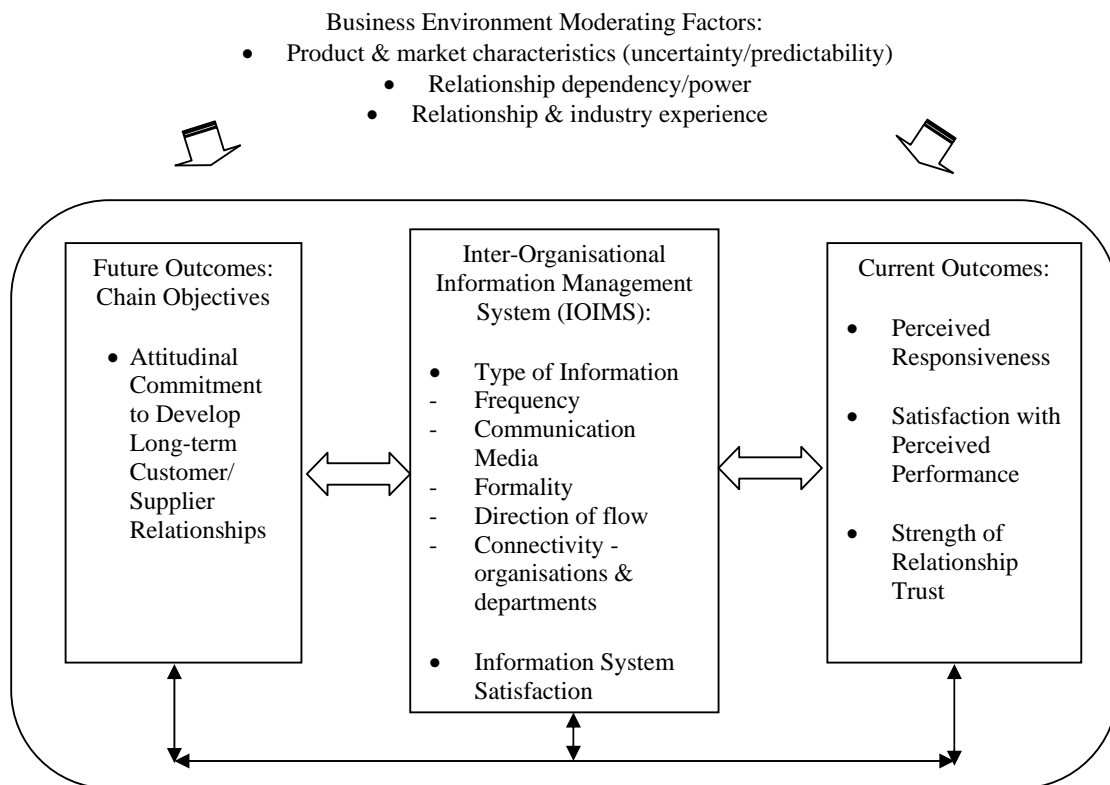 Business Environment Moderating Factors:
• Product & market characteristics (uncertainty/predictability)
• Relationship dependency/power
• Relationship & industry experience
Future Outcomes:
Chain Objectives
• Attitudinal
Commitment
to Develop
Long-term
Customer/
Supplier
Relationships
Inter-Organisational
Information Management
System (IOIMS):
• Type of Information
- Frequency
- Communication
Media
- Formality
- Direction of flow
- Connectivity -
organisations &
departments
• Information System
Satisfaction
Current Outcomes:
• Perceived
Responsiveness
• Satisfaction with
Perceived
Performance
• Strength of
Relationship
Trust